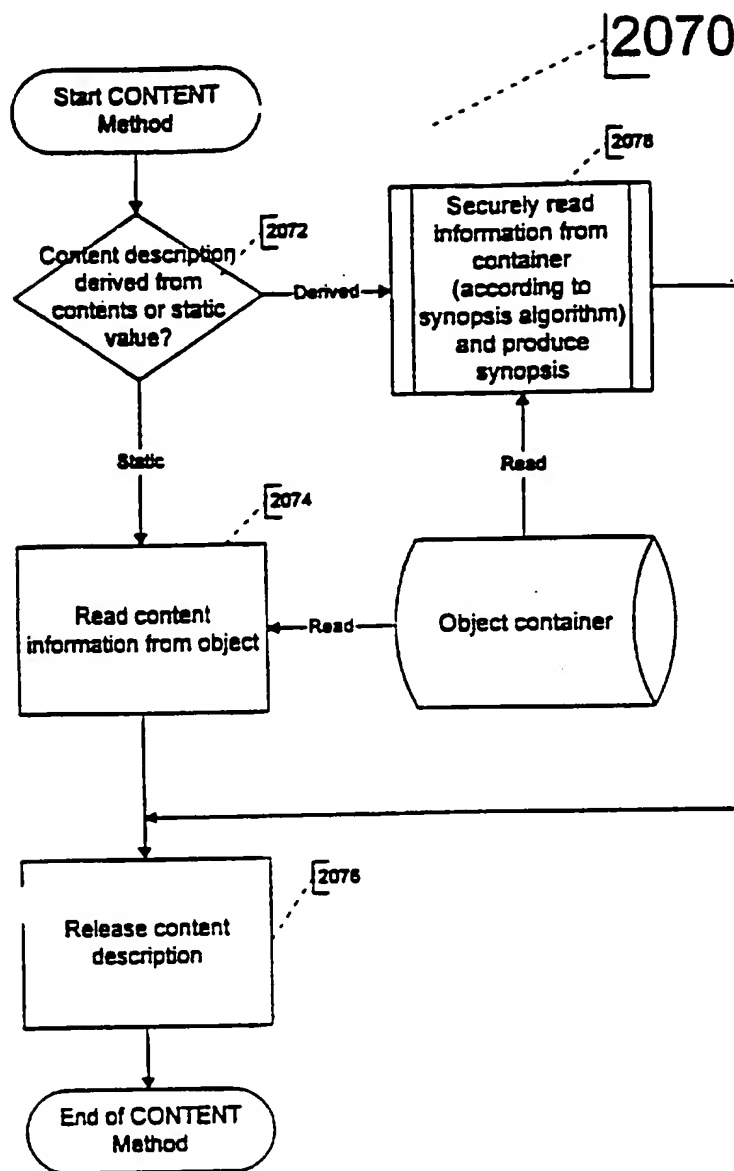 2070
Start CONTENT
Method
2078
2072
Content description
derived from
contents or static
value?
Derived
Securely read
information from
container
(according to
synopsis algorithm)
and produce
synopsis
Static
Read
2074
Read content
information from object
Read
Object container
2076
Release content
description
End of CONTENT
Method